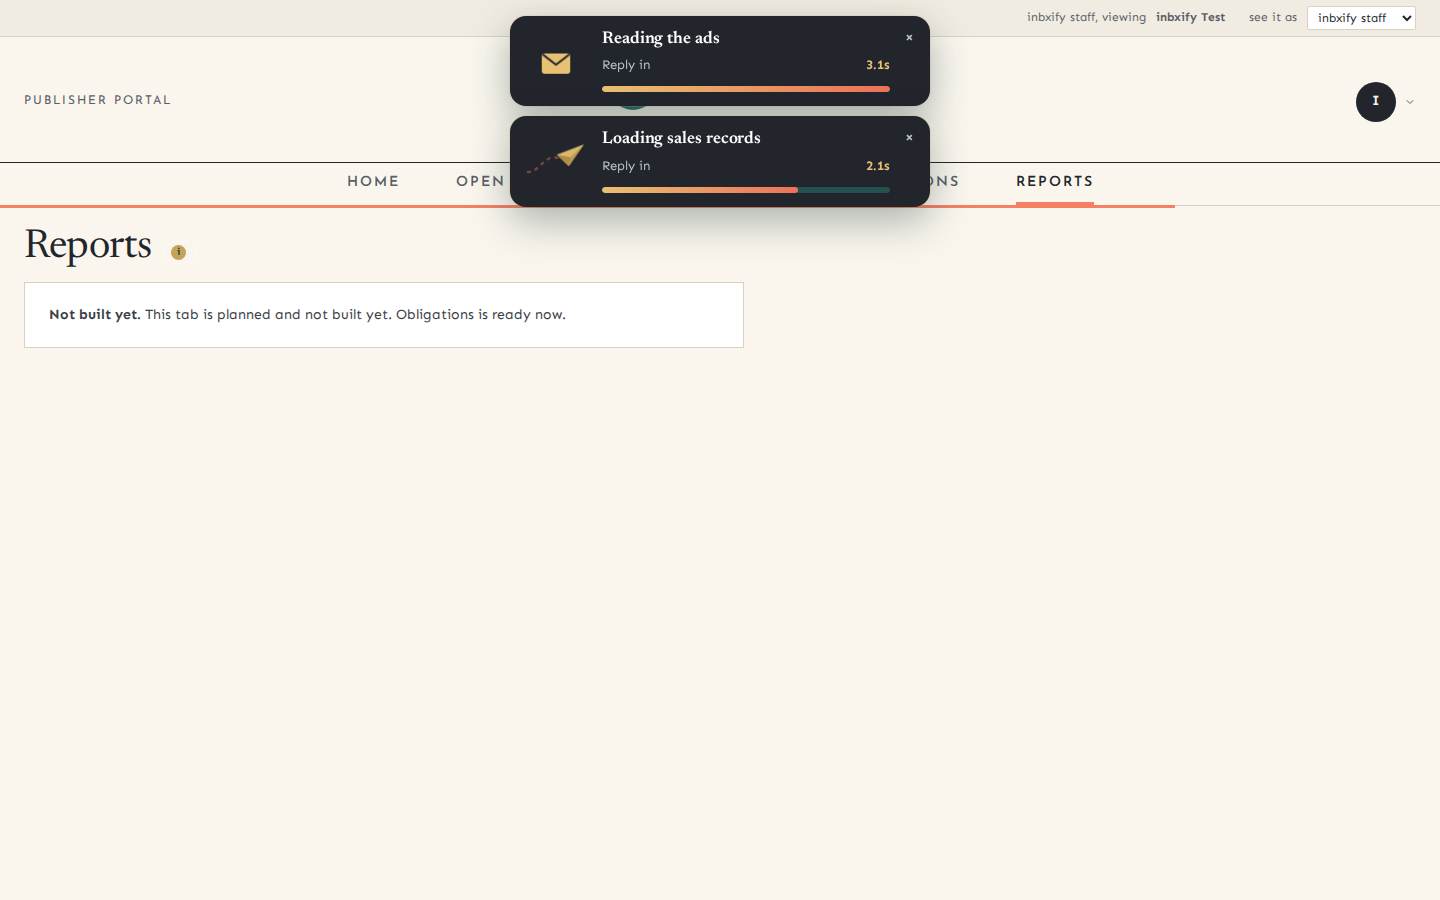 inbxify staff, viewing inbxify Test see it as inbxify staff
Reading the ads ×
Reply in 3.1s
PUBLISHER PORTAL
I
Loading sales records ×
Reply in 2.1s
HOME OPEN REPORTS
Reports i
Not built yet. This tab is planned and not built yet. Obligations is ready now.